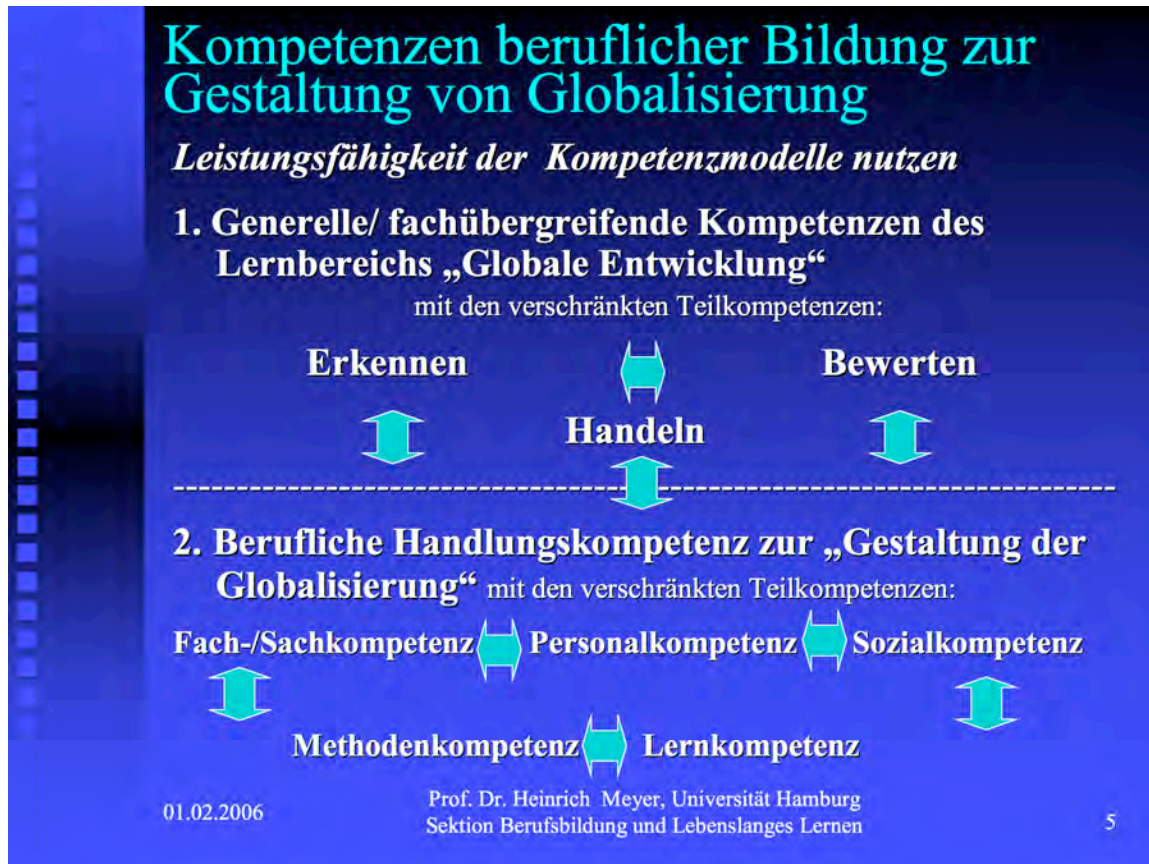 Kompetenzen beruflicher Bildung zur
Gestaltung von Globalisierung
Leistungsfähigkeit der Kompetenzmodelle nutzen
1. Generelle/ fachübergreifende Kompetenzen des
Lernbereichs „Globale Entwicklung“
mit den verschränkten Teilkompetenzen:
Erkennen Bewerten
Handeln
--------------------------------------------------------------------------
2. Berufliche Handlungskompetenz zur „Gestaltung der
Globalisierung“ mit den verschränkten Teilkompetenzen:
Fach-/Sachkompetenz Personalkompetenz Sozialkompetenz
Methodenkompetenz Lernkompetenz
Prof. Dr. Heinrich Meyer, Universität Hamburg
01.02.2006 Sektion Berufsbildung und Lebenslanges Lernen 5